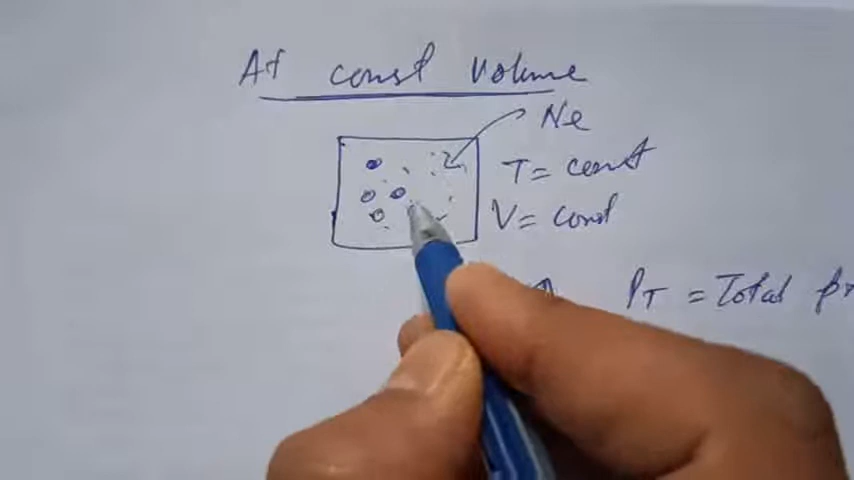 At const volume
Ne
T = const
V = const
PT = Total